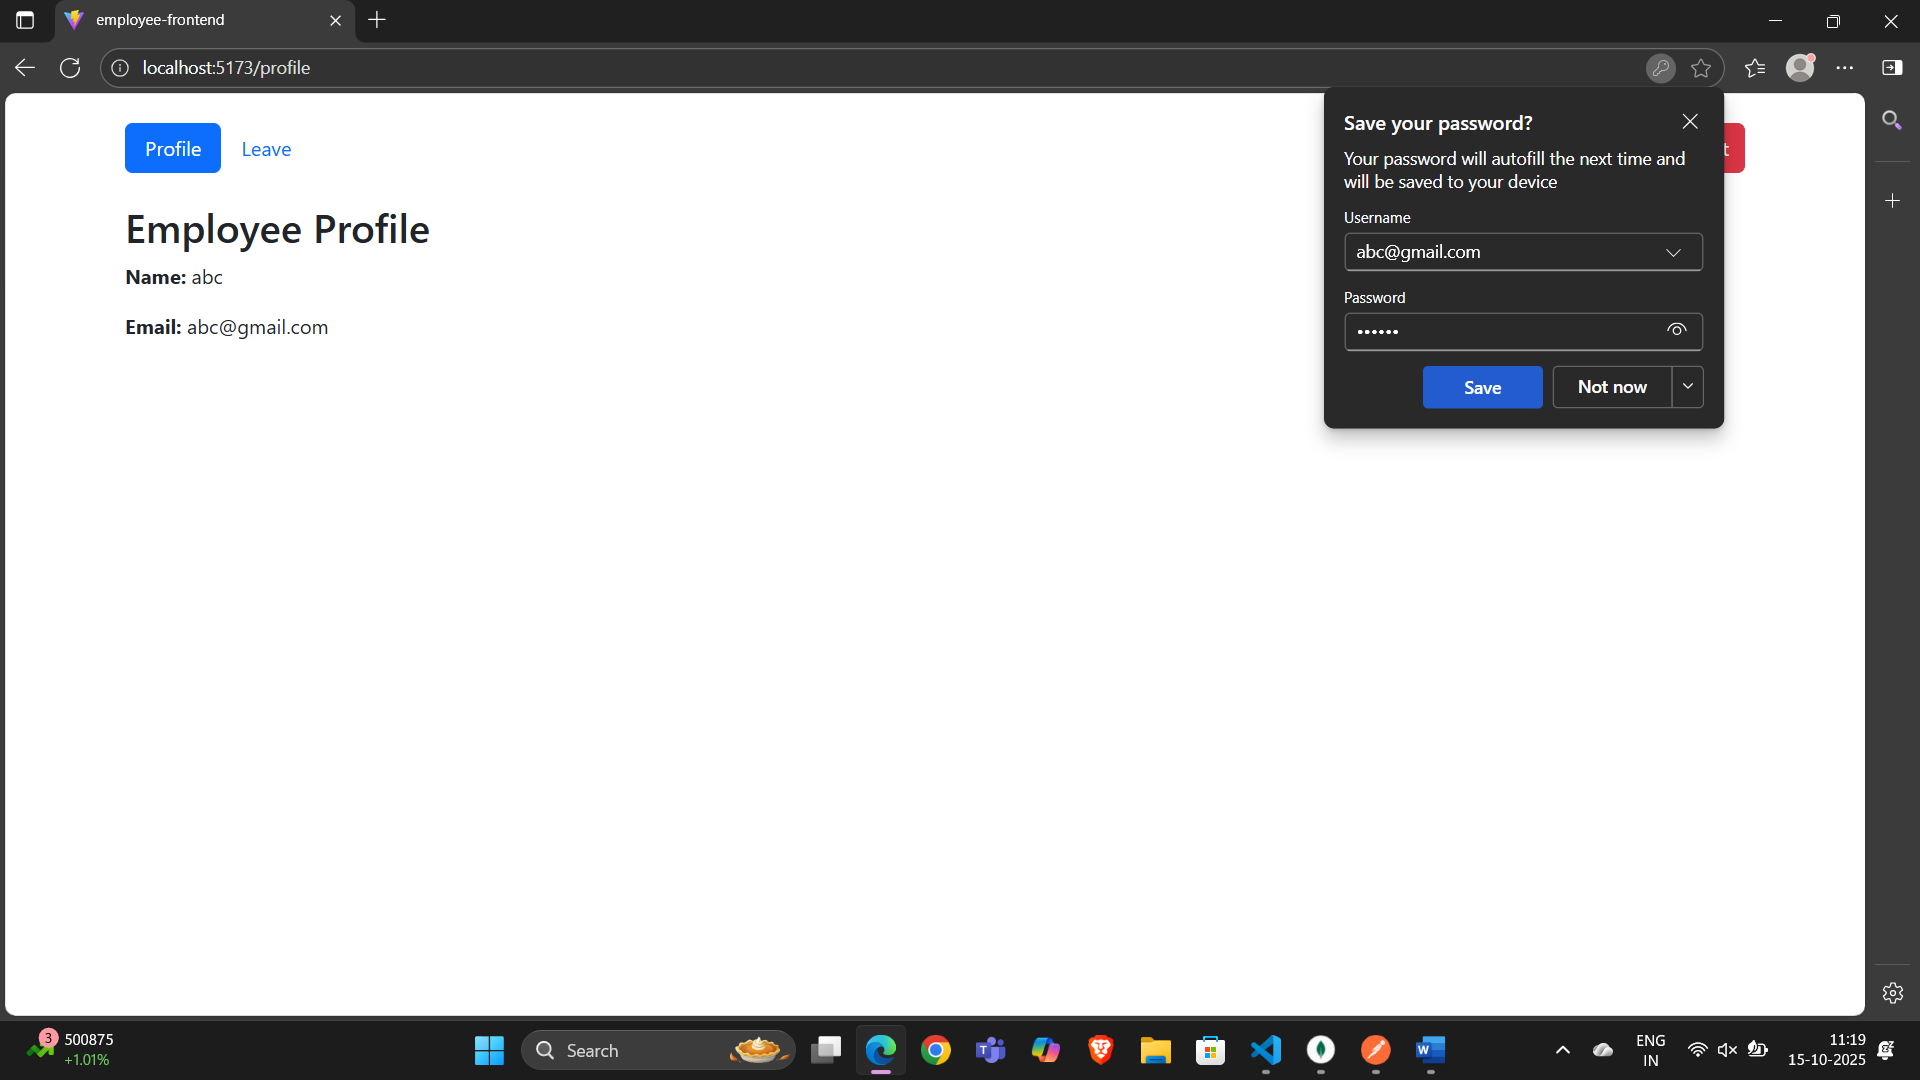 employee-frontend
localhost:5173/profile
Profile
Leave
t
Employee Profile
Name: abc
Email: abc@gmail.com
Save your password?
Your password will autofill the next time and
will be saved to your device
Username
abc@gmail.com
Password
••••••
Save
Not now
3
500875
+1.01%
Search
T
W
ENG
IN
11:19
15-10-2025